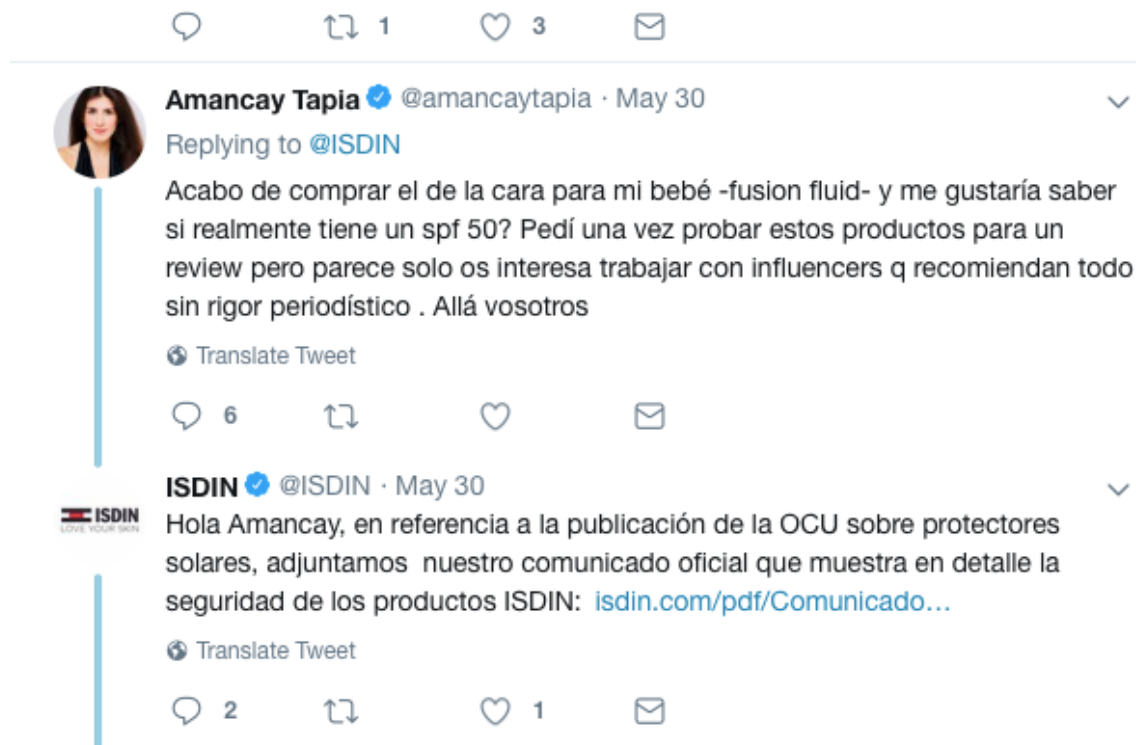 1 3
Amancay Tapia @amancaytapia · May 30
Replying to @ISDIN
Acabo de comprar el de la cara para mi bebé -fusion fluid- y me gustaría saber
si realmente tiene un spf 50? Pedí una vez probar estos productos para un
review pero parece solo os interesa trabajar con influencers q recomiendan todo
sin rigor periodístico . Allá vosotros
Translate Tweet
6
ISDIN @ISDIN · May 30
ISDIN
LOVE YOUR SKIN
Hola Amancay, en referencia a la publicación de la OCU sobre protectores
solares, adjuntamos  nuestro comunicado oficial que muestra en detalle la
seguridad de los productos ISDIN:  isdin.com/pdf/Comunicado...
Translate Tweet
2 1